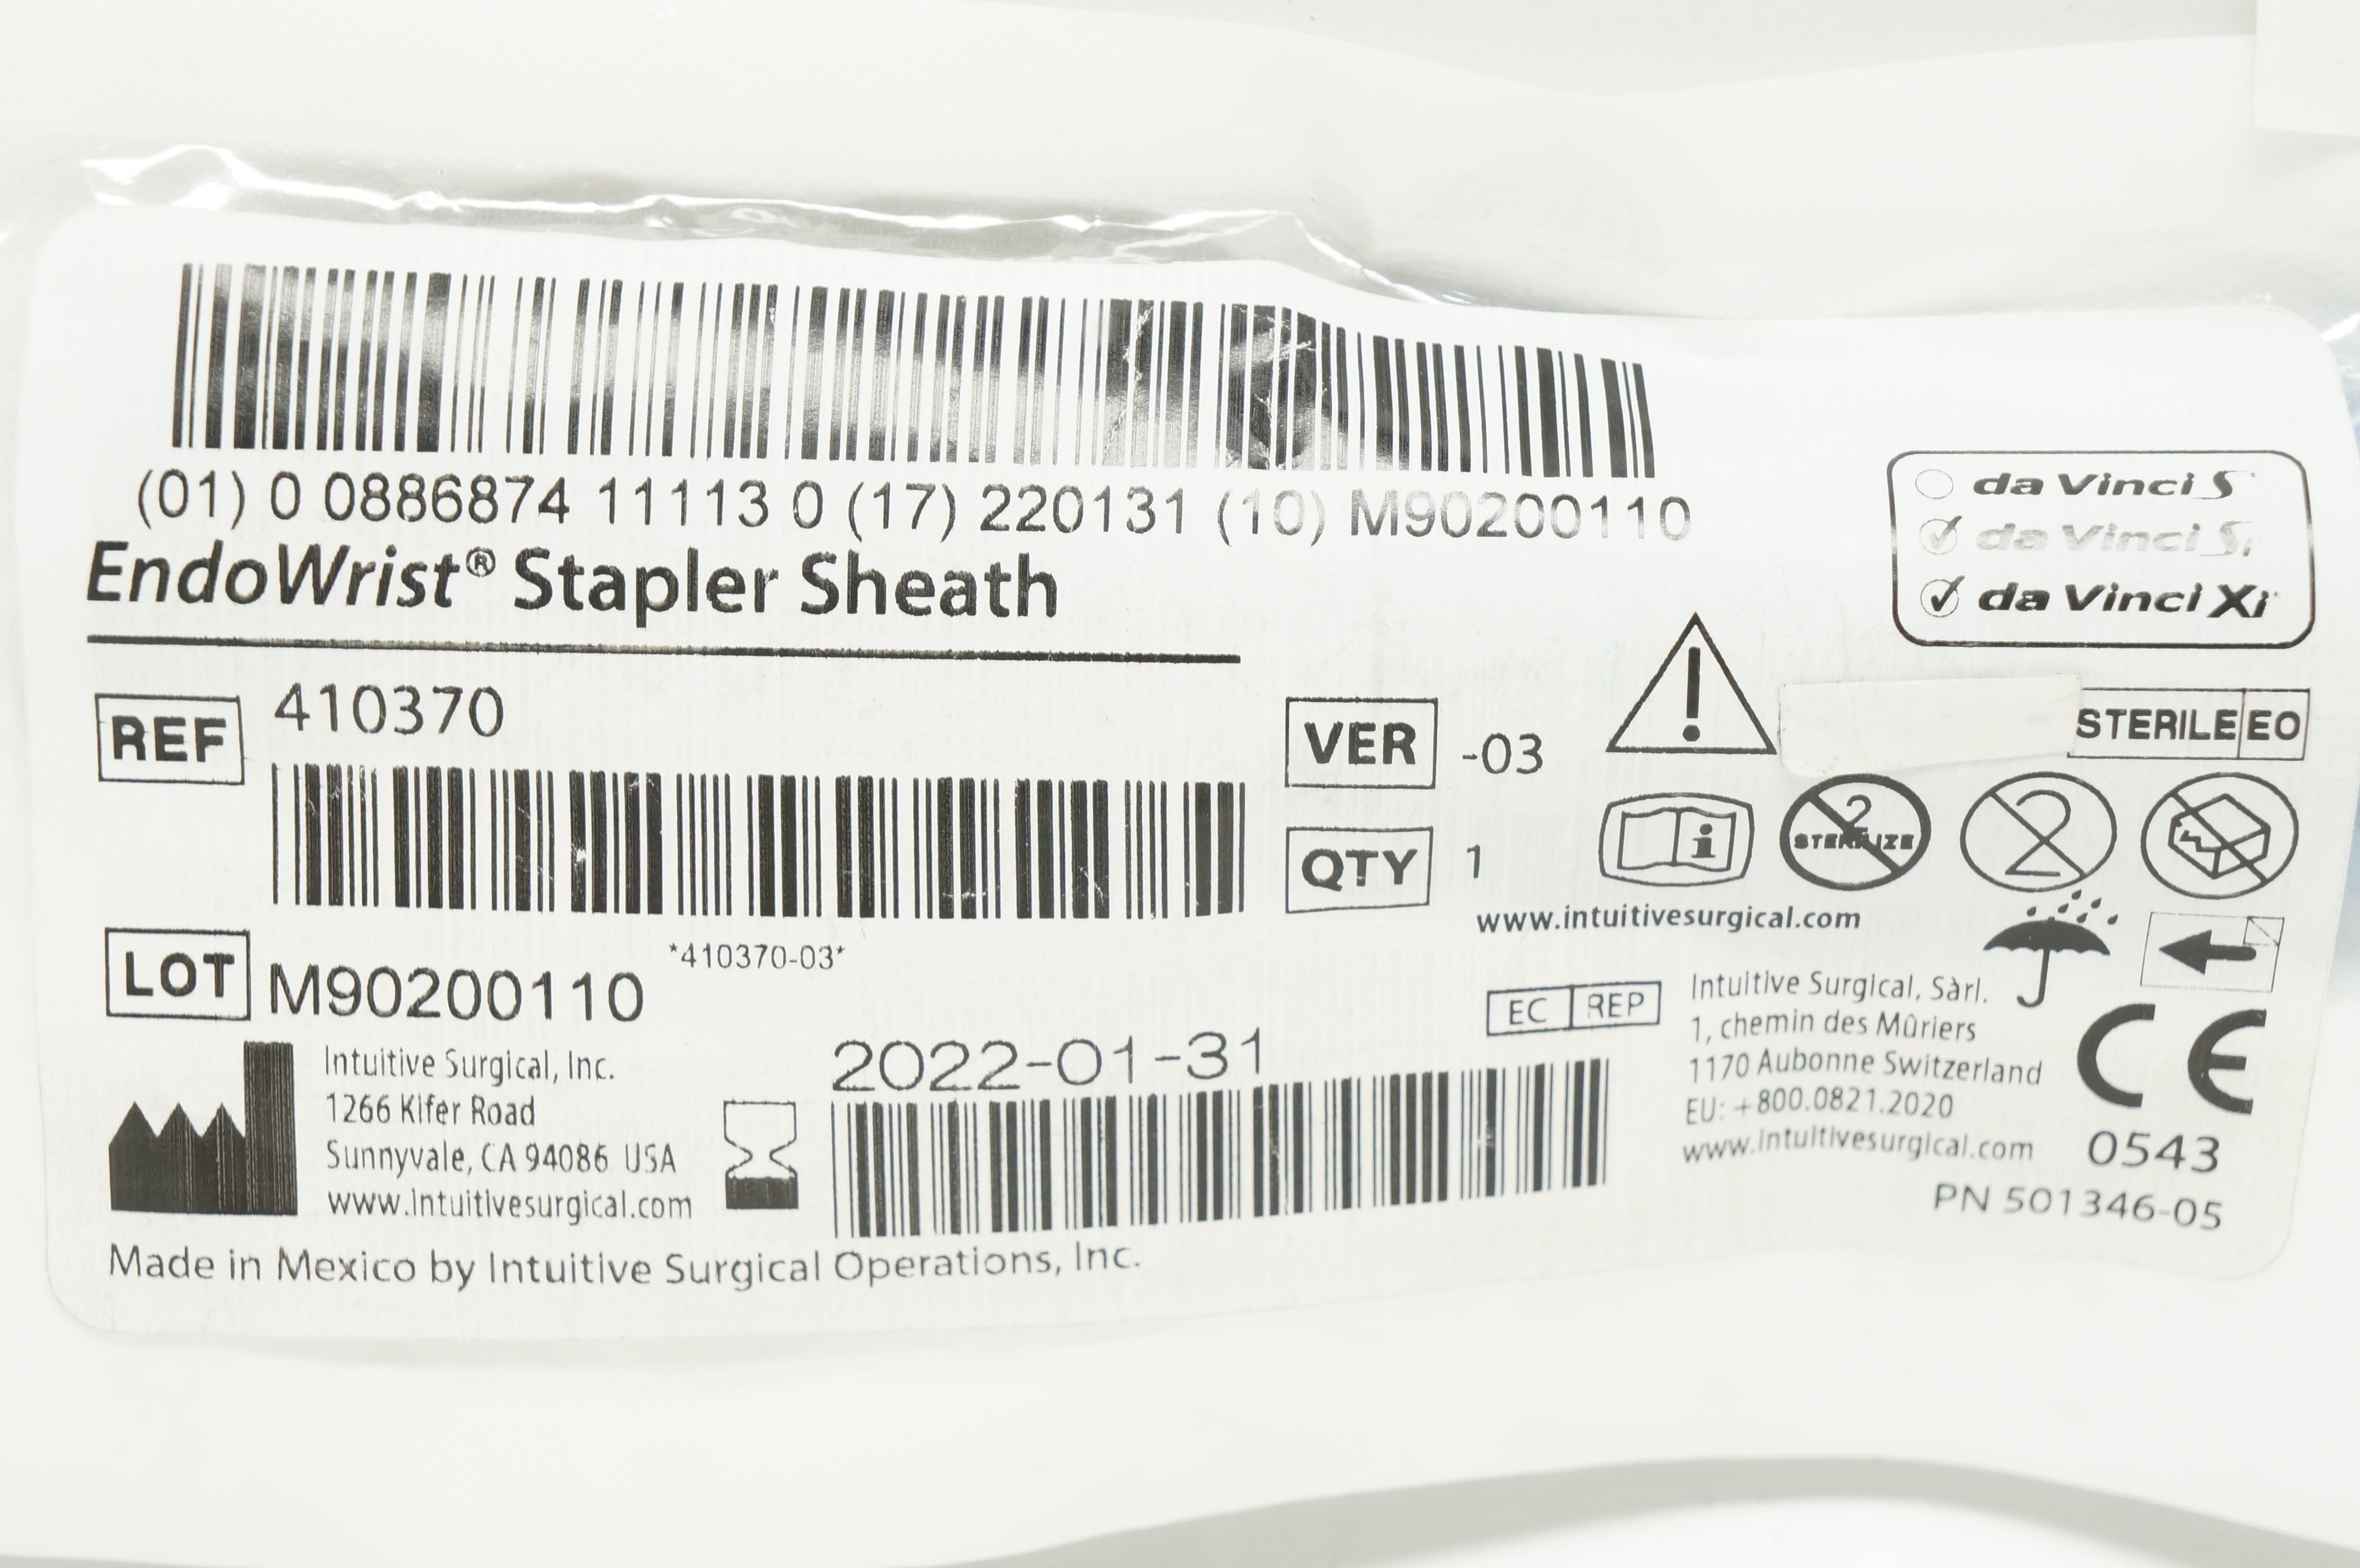 (01) 0 0886874 11113 0 (17) 220131 (10) M90200110
EndoWrist® Stapler Sheath
da Vinci S
da Vinci Si
da Vinci Xi
REF 410370
VER -03
STERILE EO
QTY 1
2
STERILIZE
2
www.intuitivesurgical.com
*410370-03*
LOT M90200110
EC REP
Intuitive Surgical, Sàrl.
1, chemin des Mûriers
1170 Aubonne Switzerland
EU: +800.0821.2020
www.intuitivesurgical.com
CE
0543
PN 501346-05
2022-01-31
Intuitive Surgical, Inc.
1266 Kifer Road
Sunnyvale, CA 94086 USA
www.intuitivesurgical.com
Made in Mexico by Intuitive Surgical Operations, Inc.